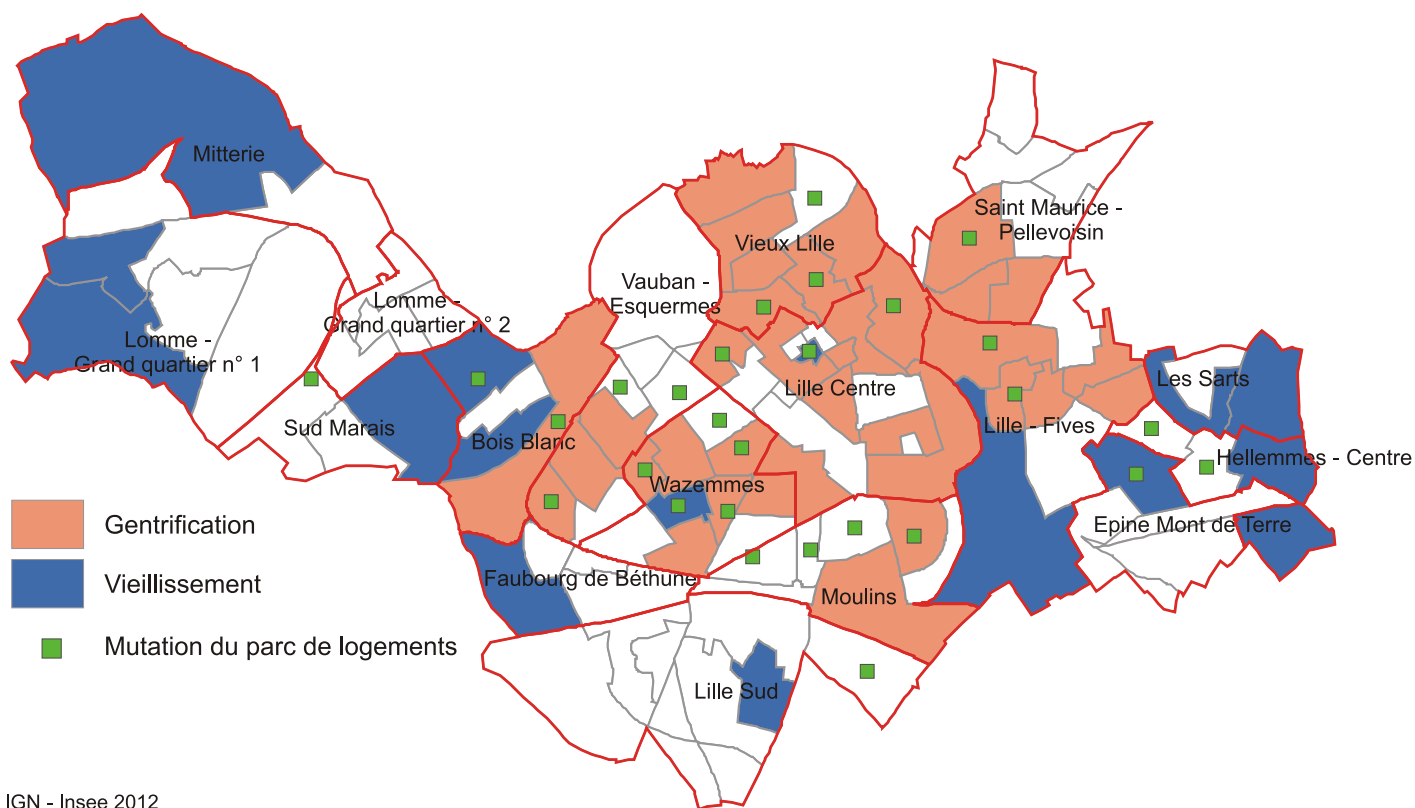 Mitterie
Saint Maurice -
Pellevoisin
Vieux Lille
Vauban -
Esquermes
Lomme -
Grand quartier n° 2
Lomme -
Grand quartier n° 1
Lille Centre
Les Sarts
Sud Marais
Bois Blanc
Lille - Fives
Hellemmes - Centre
Wazemmes
Epine Mont de Terre
Faubourg de Béthune
Moulins
Lille Sud
Gentrification
Vieillissement
Mutation du parc de logements
IGN - Insee 2012